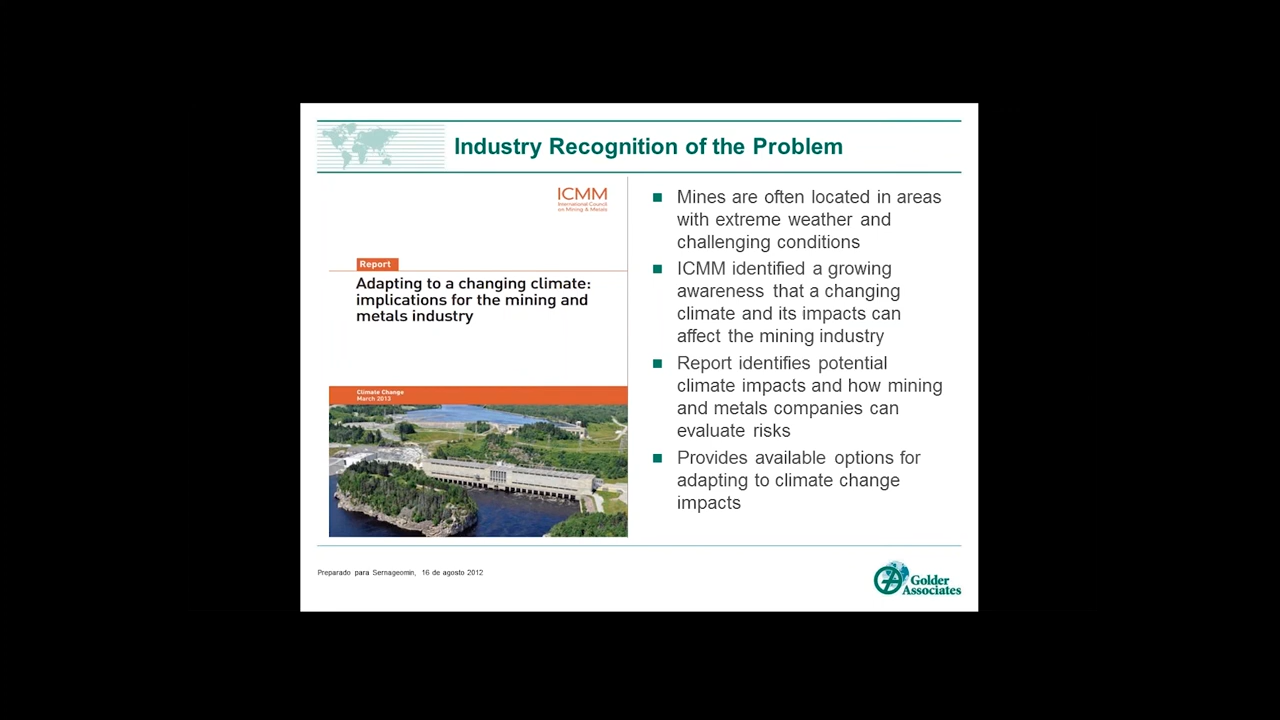 Industry Recognition of the Problem
ICMM
International Council
on Mining & Metals
Report
Adapting to a changing climate:
implications for the mining and
metals industry
Climate Change
March 2013
Mines are often located in areas
with extreme weather and
challenging conditions
ICMM identified a growing
awareness that a changing
climate and its impacts can
affect the mining industry
Report identifies potential
climate impacts and how mining
and metals companies can
evaluate risks
Provides available options for
adapting to climate change
impacts
Preparado para Sernageomin, 16 de agosto 2012
Golder
Associates